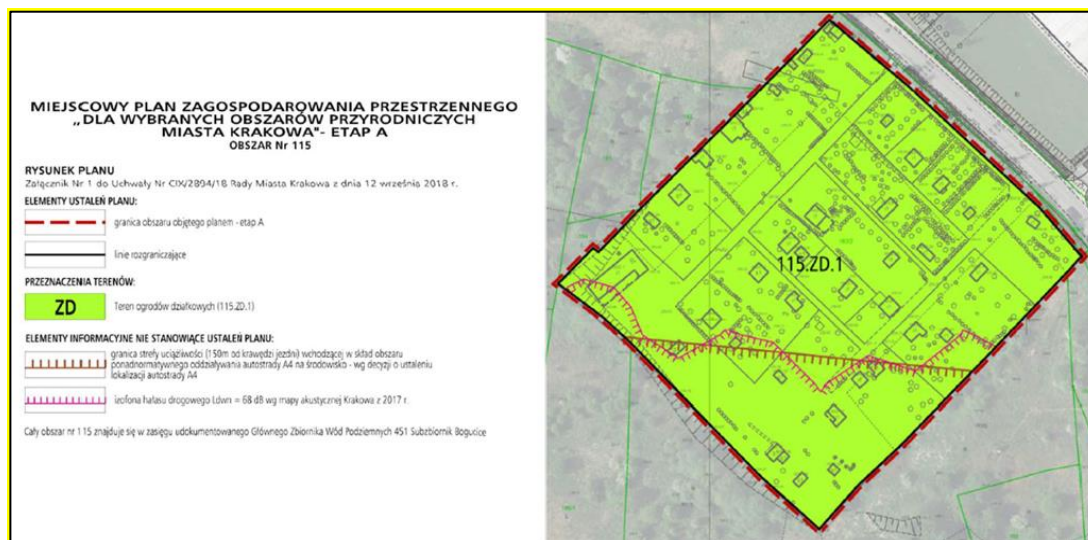 MIEJSCOWY PLAN ZAGOSPODAROWANIA PRZESTRZENNEGO
„DLA WYBRANYCH OBSZARÓW PRZYRODNICZYCH
MIASTA KRAKOWA"- ETAP A
OBSZAR Nr 115
RYSUNEK PLANU
Załącznik Nr 1 do Uchwały Nr CIX/2894/18 Rady Miasta Krakowa z dnia 12 września 2018 r.
ELEMENTY USTALEŃ PLANU:
granica obszaru objętego planem - etap A
linie rozgraniczające
PRZEZNACZENIA TERENÓW:
ZD
Teren ogrodów działkowych (115.ZD.1)
ELEMENTY INFORMACYJNE NIE STANOWIĄCE USTALEŃ PLANU:
granica strefy uciążliwości (150m od krawędzi jezdni) wchodzącej w skład obszaru
ponadnormatywnego oddziaływania autostrady A4 na środowisko - wg decyzji o ustaleniu
lokalizacji autostrady A4
izofona hałasu drogowego Ldwn = 68 dB wg mapy akustycznej Krakowa z 2017 r.
Cały obszar nr 115 znajduje się w zasięgu udokumentowanego Głównego Zbiornika Wód Podziemnych 451 Subzbiornik Bogucice
115.ZD.1